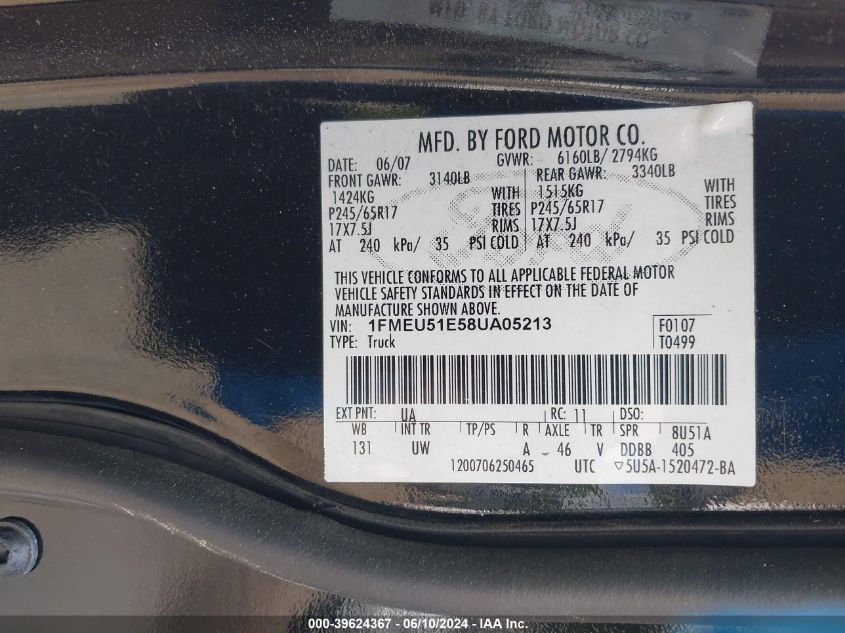 MFD. BY FORD MOTOR CO.
DATE: 06/07 GVWR: 6160LB/ 2794KG
FRONT GAWR: 3140LB REAR GAWR: 3340LB
1424KG WITH 1515KG WITH
P245/65R17 TIRES P245/65R17 TIRES
17X7.5J RIMS 17X7.5J RIMS
AT 240 kPa/ 35 PSI COLD AT 240 kPa/ 35 PSI COLD
THIS VEHICLE CONFORMS TO ALL APPLICABLE FEDERAL MOTOR
VEHICLE SAFETY STANDARDS IN EFFECT ON THE DATE OF
MANUFACTURE SHOWN ABOVE.
VIN: 1FMEU51E58UA05213 F0107
TYPE: Truck T0499
EXT PNT: UA RC: 11 DSO:
WB INT TR TP/PS R AXLE TR SPR 8U51A
131 UW A 46 V DDBB 405
1200706250465 UTC ▽5U5A-1520472-BA
000-39624367 - 06/10/2024 - IAA Inc.